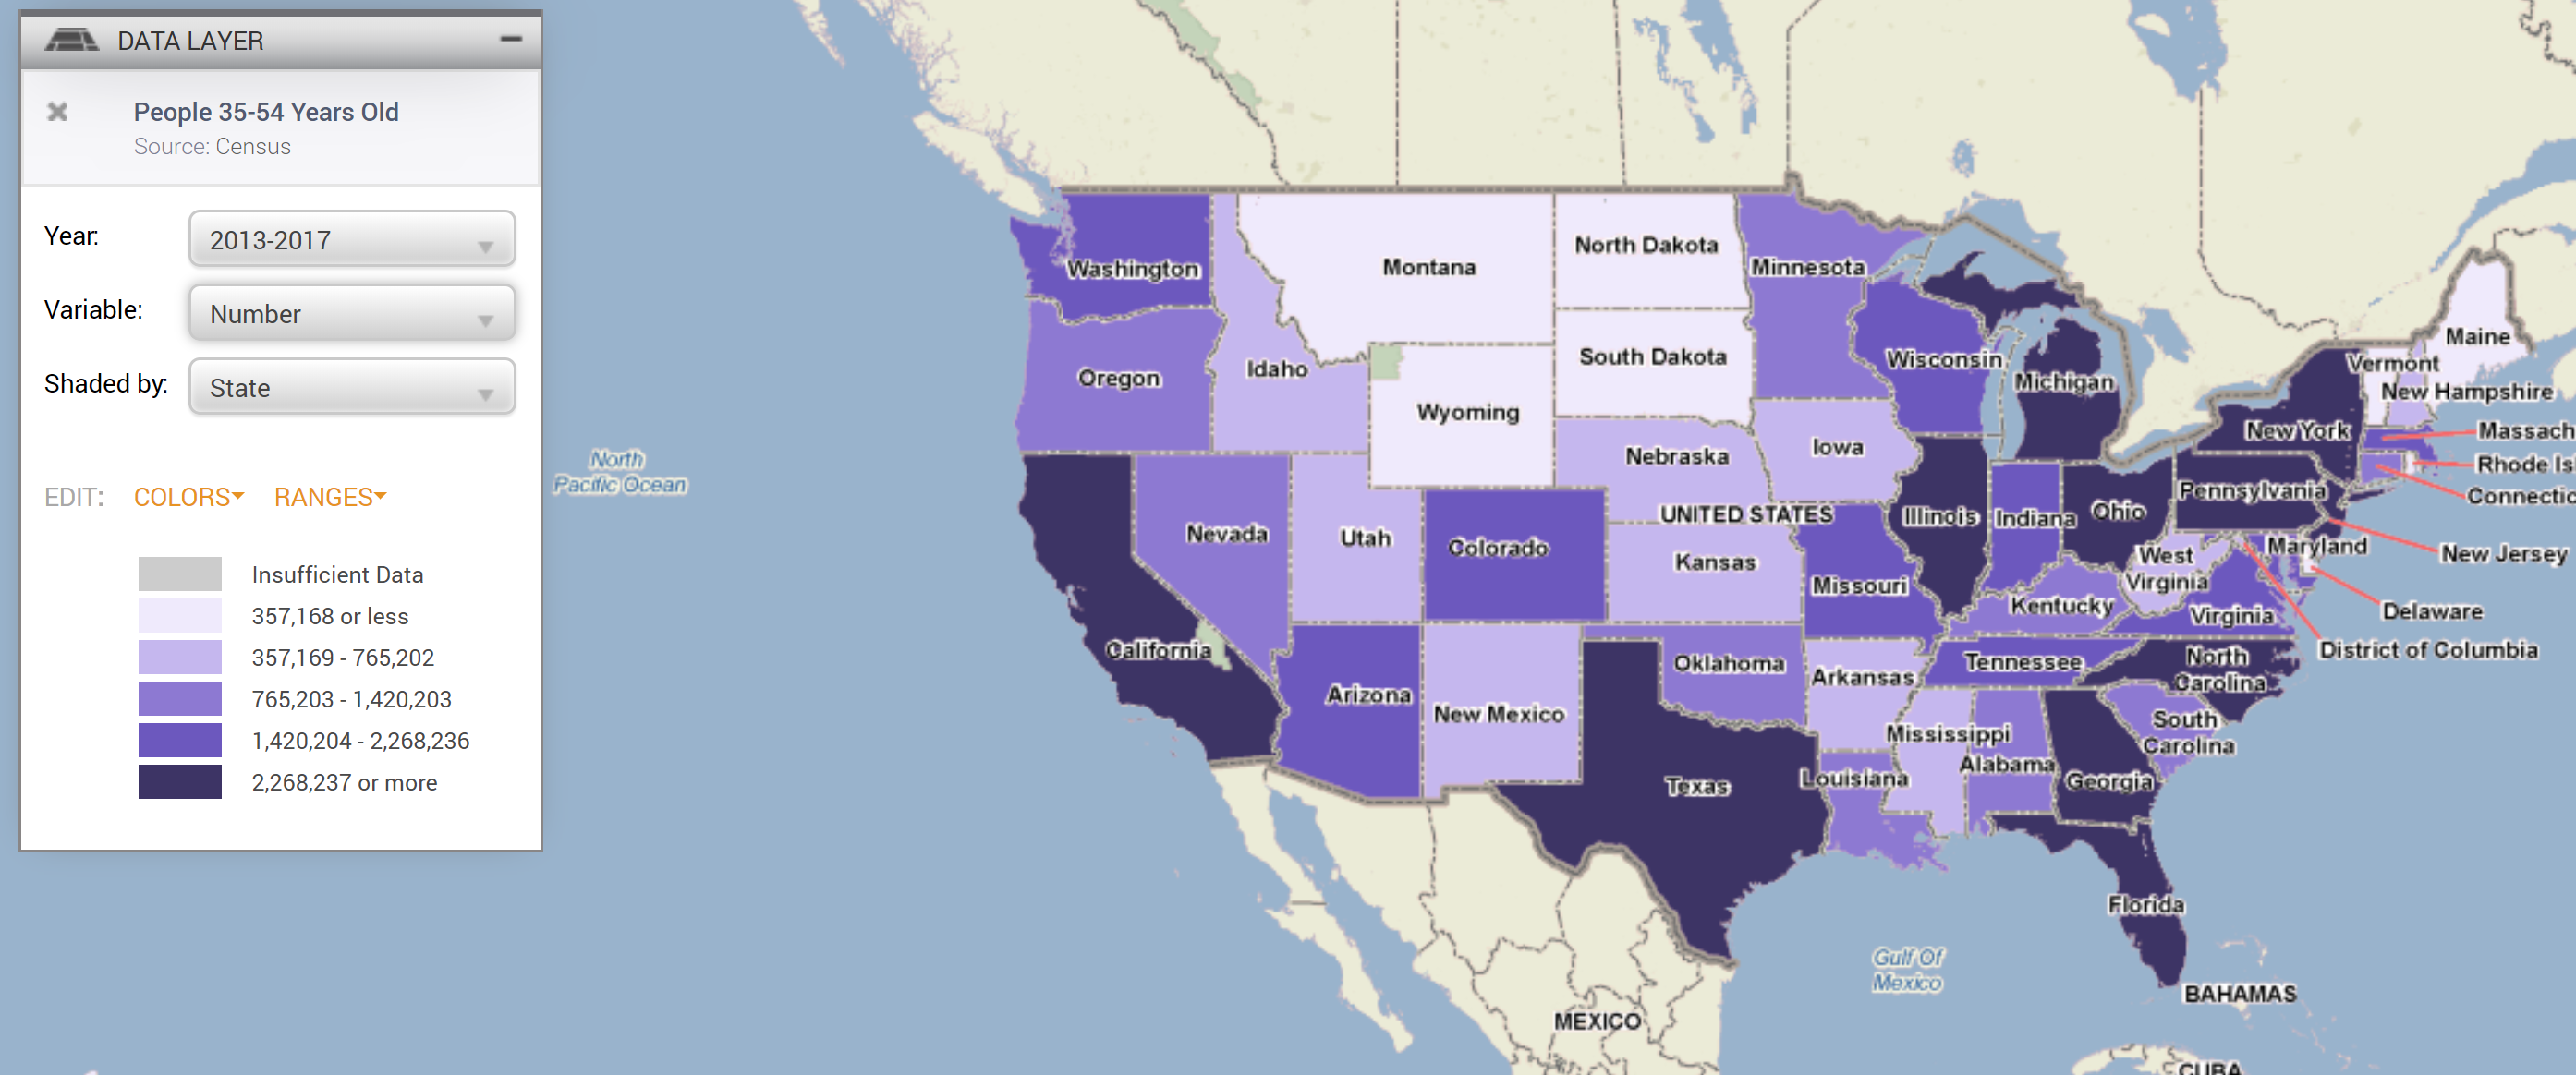 DATA LAYER
People 35-54 Years Old
Source: Census
Year:
2013-2017
Variable:
Number
Shaded by:
State
EDIT:
COLORS
RANGES
Insufficient Data
357,168 or less
357,169 - 765,202
765,203 - 1,420,203
1,420,204 - 2,268,236
2,268,237 or more
North
Pacific Ocean
Washington
Montana
North Dakota
Minnesota
Oregon
Idaho
Wyoming
South Dakota
Wisconsin
Michigan
Maine
Vermont
New Hampshire
New York
Massach
Rhode Is
Connectic
Nebraska
Iowa
UNITED STATES
Nevada
Utah
Colorado
Kansas
Missouri
Illinois
Indiana
Ohio
Pennsylvania
New Jersey
Maryland
West
Virginia
Delaware
Kentucky
Virginia
District of Columbia
California
Arizona
New Mexico
Oklahoma
Arkansas
Tennessee
North
Carolina
South
Carolina
Mississippi
Alabama
Georgia
Texas
Louisiana
Florida
Gulf Of
Mexico
BAHAMAS
MEXICO
CUBA